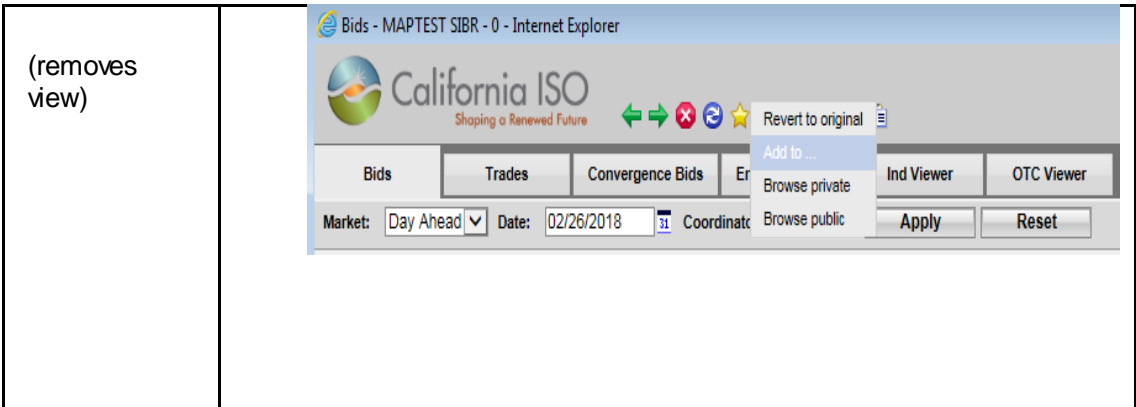 (removes
view)
Bids - MAPTEST SIBR - 0 - Internet Explorer
California ISO
Shaping a Renewed Future
Revert to original
Add to ...
Browse private
Browse public
Bids Trades Convergence Bids Ind Viewer OTC Viewer
Market: Day Ahead Date: 02/26/2018 31 Apply Reset